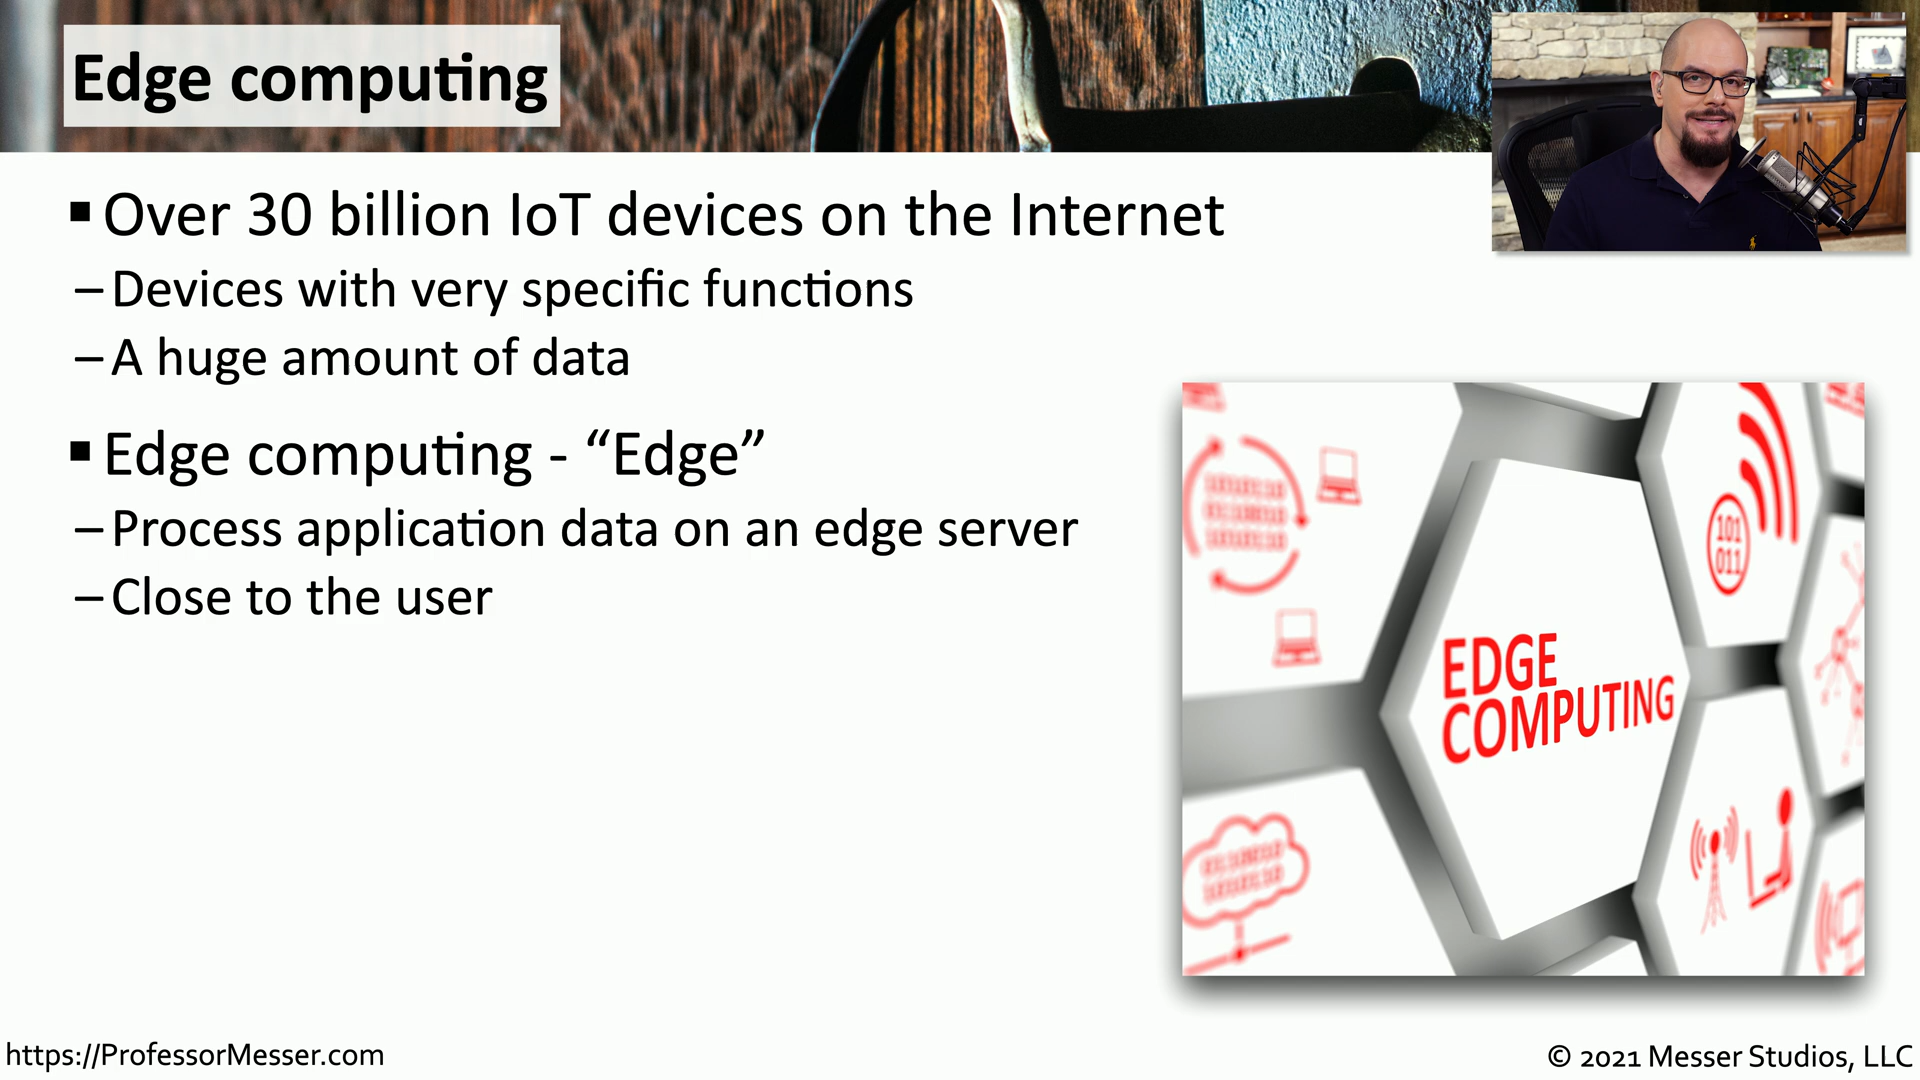 Edge computing
▪ Over 30 billion IoT devices on the Internet
– Devices with very specific functions
– A huge amount of data
▪ Edge computing - “Edge”
– Process application data on an edge server
– Close to the user
EDGE
COMPUTING
101
011
https://ProfessorMesser.com
© 2021 Messer Studios, LLC